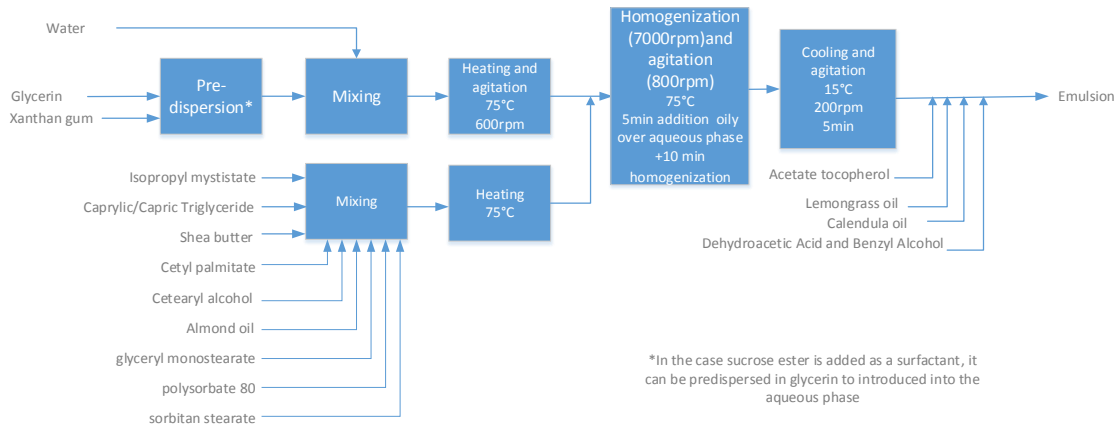 Water
Glycerin
Xanthan gum
Pre-
dispersion*
Mixing
Heating and
agitation
75°C
600rpm
Homogenization
(7000rpm)and
agitation
(800rpm)
75°C
5min addition oily
over aqueous phase
+10 min
homogenization
Cooling and
agitation
15°C
200rpm
5min
Emulsion
Isopropyl mystistate
Caprylic/Capric Triglyceride
Shea butter
Cetyl palmitate
Cetearyl alcohol
Almond oil
glyceryl monostearate
polysorbate 80
sorbitan stearate
Mixing
Heating
75°C
Acetate tocopherol
Lemongrass oil
Calendula oil
Dehydroacetic Acid and Benzyl Alcohol
*In the case sucrose ester is added as a surfactant, it
can be predispersed in glycerin to introduced into the
aqueous phase